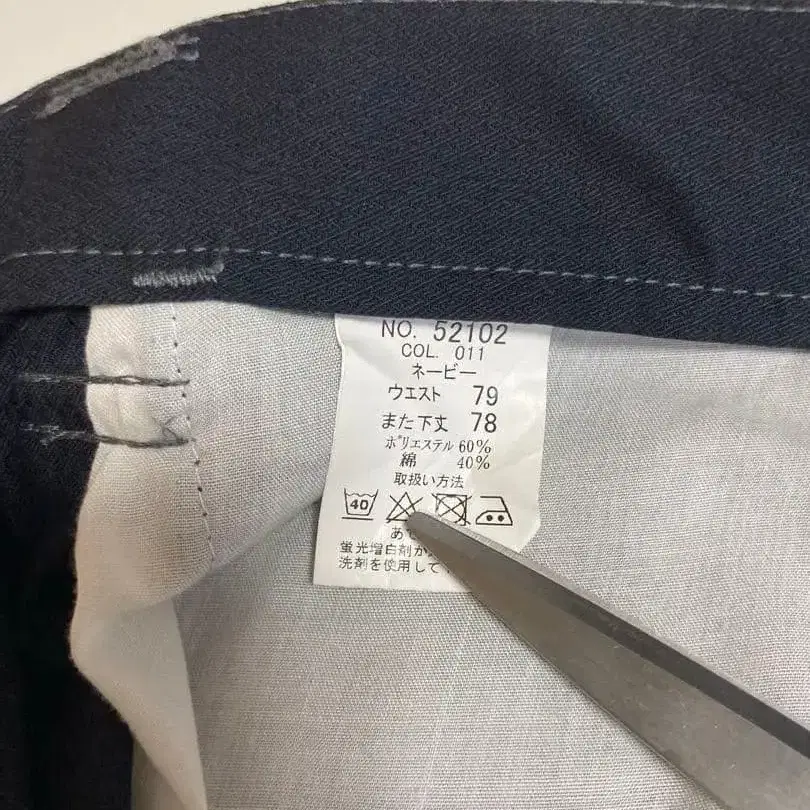 NO. 52102
COL. 011
ネービー
ウエスト 79
また下丈 78
ポリエステル 60%
綿 40%
取扱い方法
40
あ
蛍光増白剤が
洗剤を使用して